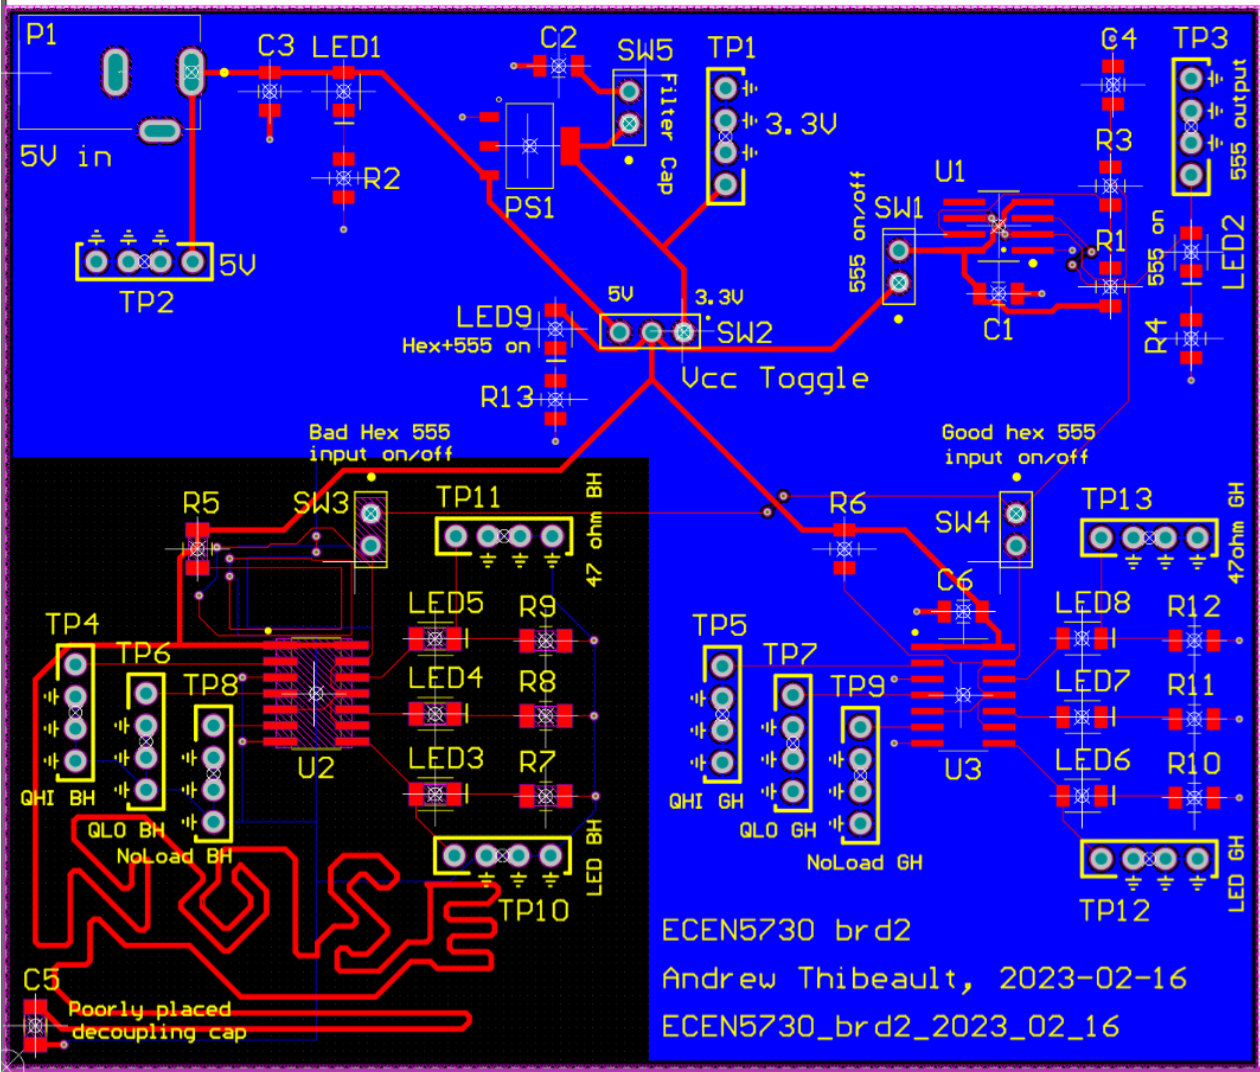 P1
C3
LED1
C2
SW5
TP1
C4
TP3
Filter Cap
3.3V
555 output
5V in
R2
PS1
R3
U1
555 on/off
SW1
555 on
LED2
R1
5V
TP2
LED9
Hex+555 on
5V
3.3V
SW2
C1
R4
Vcc Toggle
R13
Bad Hex 555
input on/off
Good hex 555
input on/off
R5
SW3
TP11
47 ohm BH
R6
SW4
TP13
47ohm GH
C6
LED5
R9
LED8
R12
TP4
TP6
TP8
TP5
TP7
TP9
LED4
R8
LED7
R11
LED3
R7
LED6
R10
U2
U3
QHI BH
QLO BH
NoLoad BH
QHI GH
QLO GH
NoLoad GH
LED BH
LED GH
NOISE
TP10
TP12
ECEN5730 brd2
C5
Andrew Thibeault, 2023-02-16
Poorly placed
decoupling cap
ECEN5730_brd2_2023_02_16